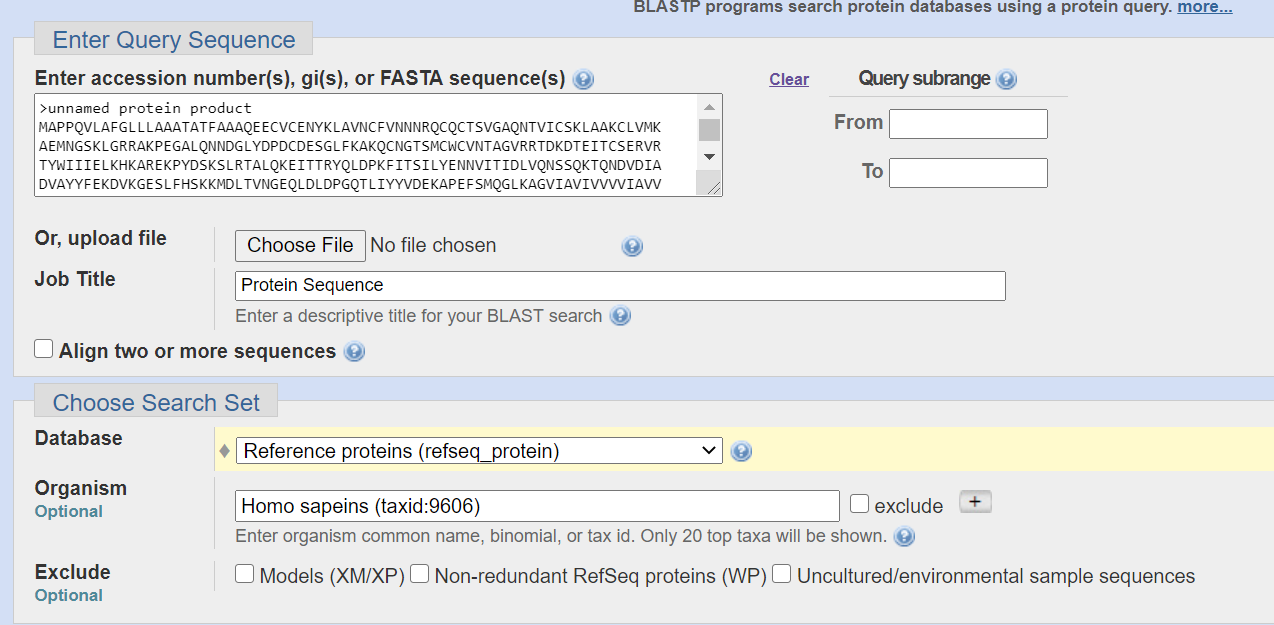 BLASTP programs search protein databases using a protein query. more...
Enter Query Sequence
Enter accession number(s), gi(s), or FASTA sequence(s)
Clear
Query subrange
>unnamed protein product
MAPPQVLAFGLLLAAATATFAAAQEECVCENYKLAVNCFVNNNRQCQCTSVGAQNTVICSKLAAKCLVMK
AEMNGSKLGRRAKPEGALQNNDGLYDPDCDESGLFKAKQCNGTSMCWCVNTAGVRRTDKDTEITCSERVR
TYWIIIELKHKAREKPYDSKSLRTALQKEITTRYQLDPKFITSILYENNVITIDLVQNSSQKTQNDVDIA
DVAYYFEKDVKGESLFHSKKMDLTVNGEQLDLDPGQTLIYYVDEKAPEFSMQGLKAGVIAVIVVVVIAVV
From
To
Or, upload file
Choose File No file chosen
Job Title
Protein Sequence
Enter a descriptive title for your BLAST search
Align two or more sequences
Choose Search Set
Database
Reference proteins (refseq_protein)
Organism
Optional
Homo sapeins (taxid:9606)
exclude +
Enter organism common name, binomial, or tax id. Only 20 top taxa will be shown.
Exclude
Optional
Models (XM/XP) Non-redundant RefSeq proteins (WP) Uncultured/environmental sample sequences